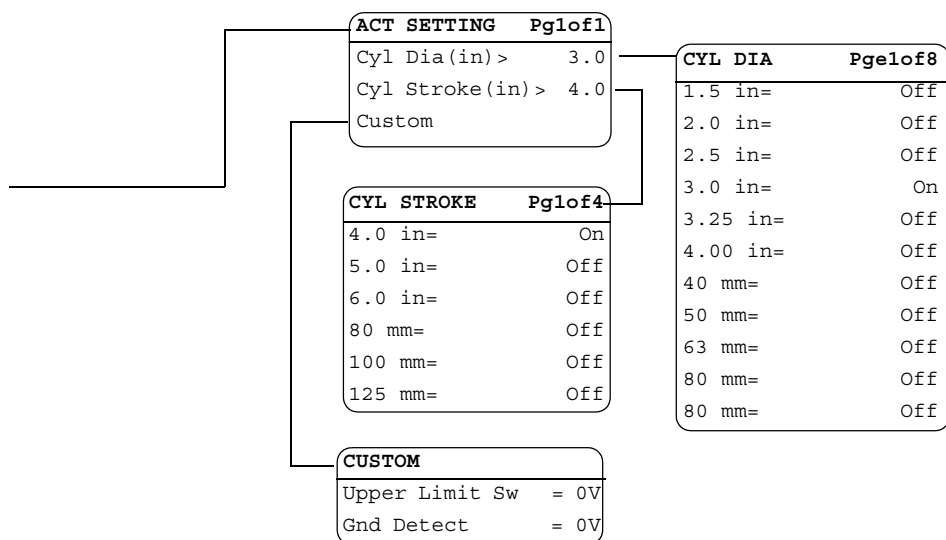 ACT SETTING Pg1of1
Cyl Dia(in)> 3.0
Cyl Stroke(in)> 4.0
Custom
CYL DIA Pge1of8
1.5 in= Off
2.0 in= Off
2.5 in= Off
3.0 in= On
3.25 in= Off
4.00 in= Off
40 mm= Off
50 mm= Off
63 mm= Off
80 mm= Off
80 mm= Off
CYL STROKE Pg1of4
4.0 in= On
5.0 in= Off
6.0 in= Off
80 mm= Off
100 mm= Off
125 mm= Off
CUSTOM
Upper Limit Sw = 0V
Gnd Detect = 0V